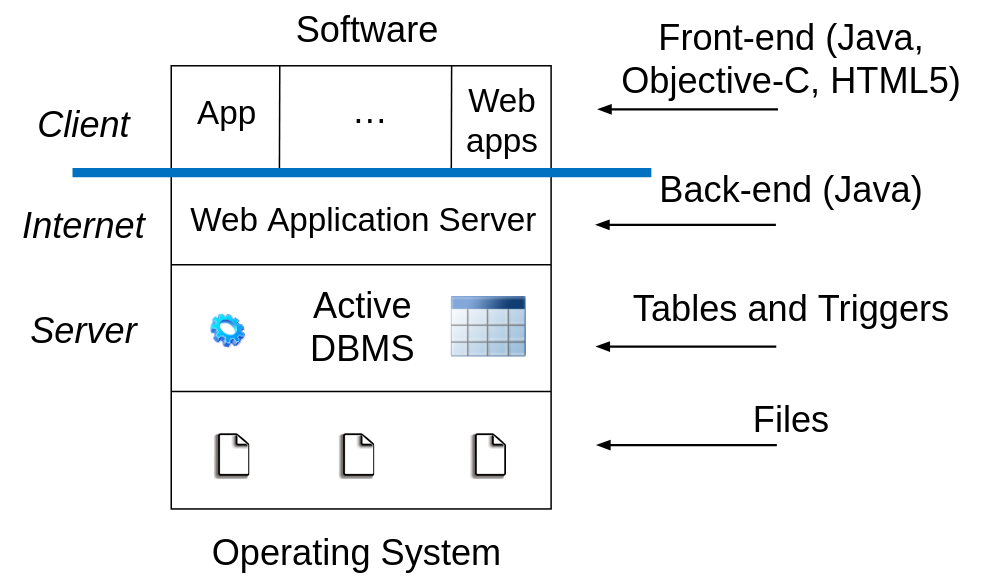 Software
Front-end (Java,
Objective-C, HTML5)
Client
App
...
Web
apps
Back-end (Java)
Internet
Web Application Server
Tables and Triggers
Server
Active
DBMS
Files
Operating System